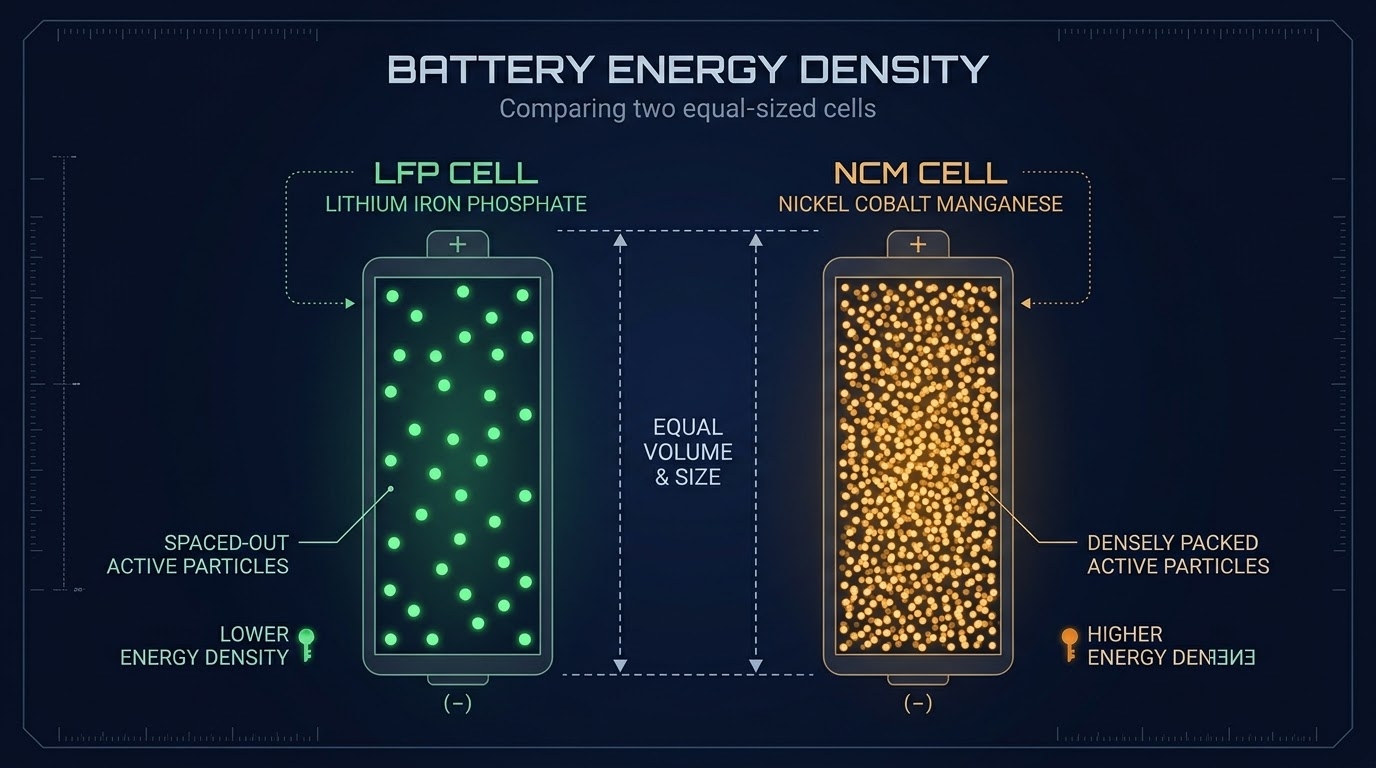 BATTERY ENERGY DENSITY
Comparing two equal-sized cells
LFP CELL
LITHIUM IRON PHOSPHATE
NCM CELL
NICKEL COBALT MANGANESE
+
+
EQUAL
VOLUME
& SIZE
SPACED-OUT
ACTIVE PARTICLES
DENSELY PACKED
ACTIVE PARTICLES
LOWER
ENERGY DENSITY
HIGHER
ENERGY
(-)
(-)